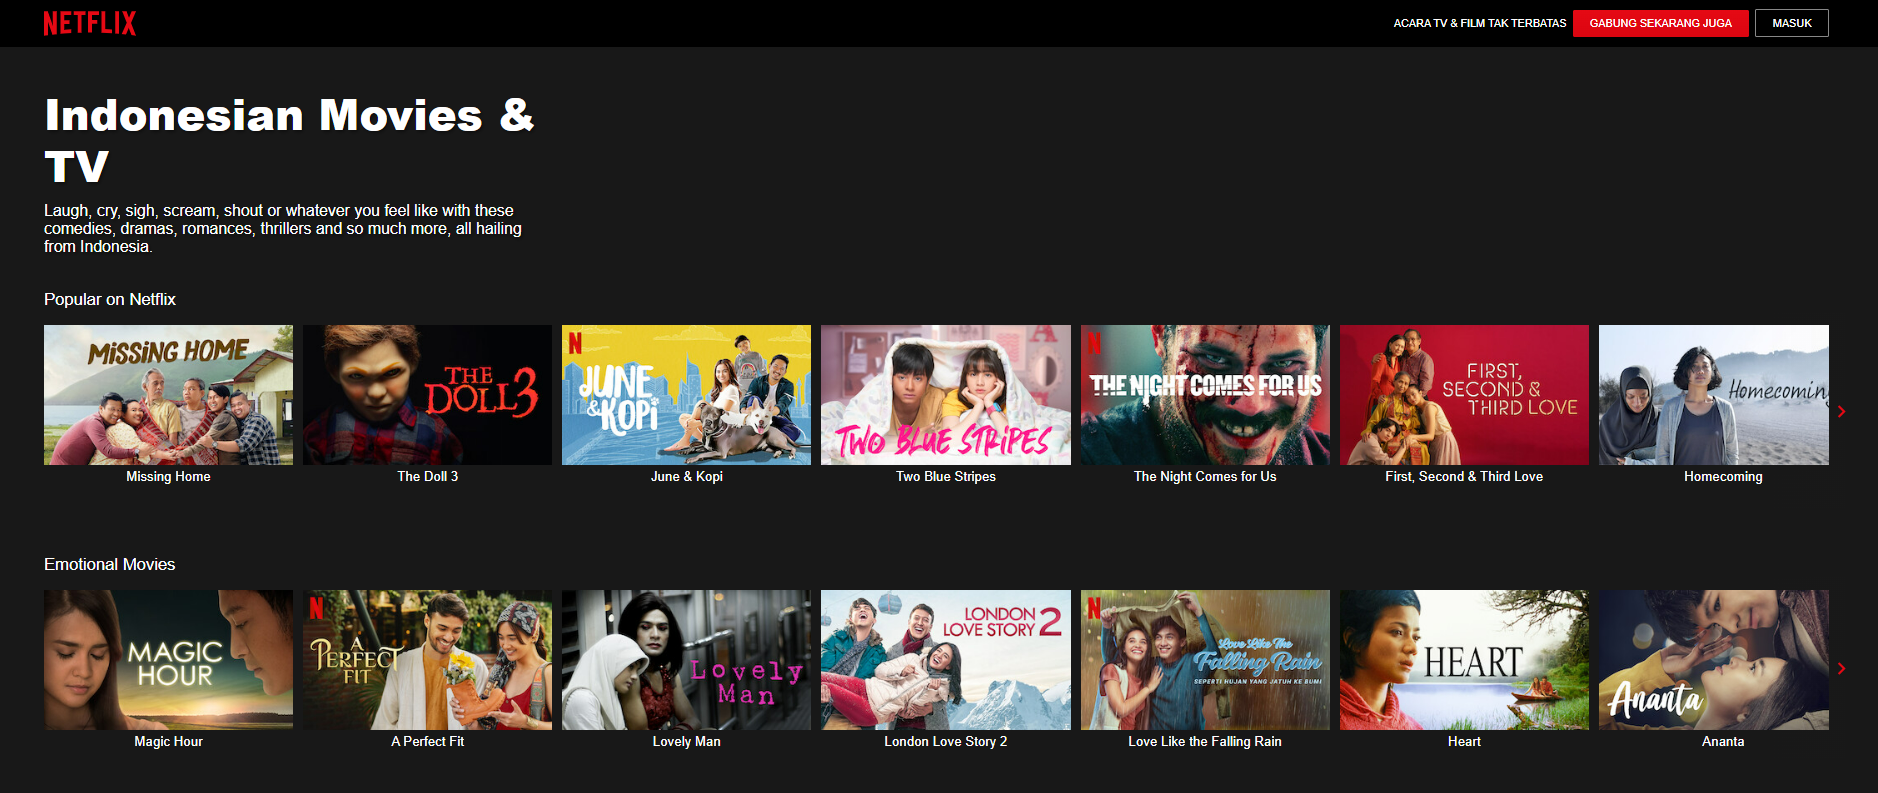 NETFLIX
ACARA TV & FILM TAK TERBATAS
GABUNG SEKARANG JUGA
MASUK
Indonesian Movies &
TV
Laugh, cry, sigh, scream, shout or whatever you feel like with these
comedies, dramas, romances, thrillers and so much more, all hailing
from Indonesia.
Popular on Netflix
MISSING HOME
THE
DOLL 3
N
JUNE
& KOPI
TWO BLUE STRIPES
N
THE NIGHT COMES FOR US
FIRST,
SECOND &
THIRD LOVE
Homecoming
Missing Home
The Doll 3
June & Kopi
Two Blue Stripes
The Night Comes for Us
First, Second & Third Love
Homecoming
Emotional Movies
MAGIC
HOUR
N
A
PERFECT
FIT
Lovely
Man
LONDON
LOVE STORY 2
N
Love Like The
Falling Rain
SEPERTI HUJAN YANG JATUH KE BUMI
HEART
Ananta
Magic Hour
A Perfect Fit
Lovely Man
London Love Story 2
Love Like the Falling Rain
Heart
Ananta